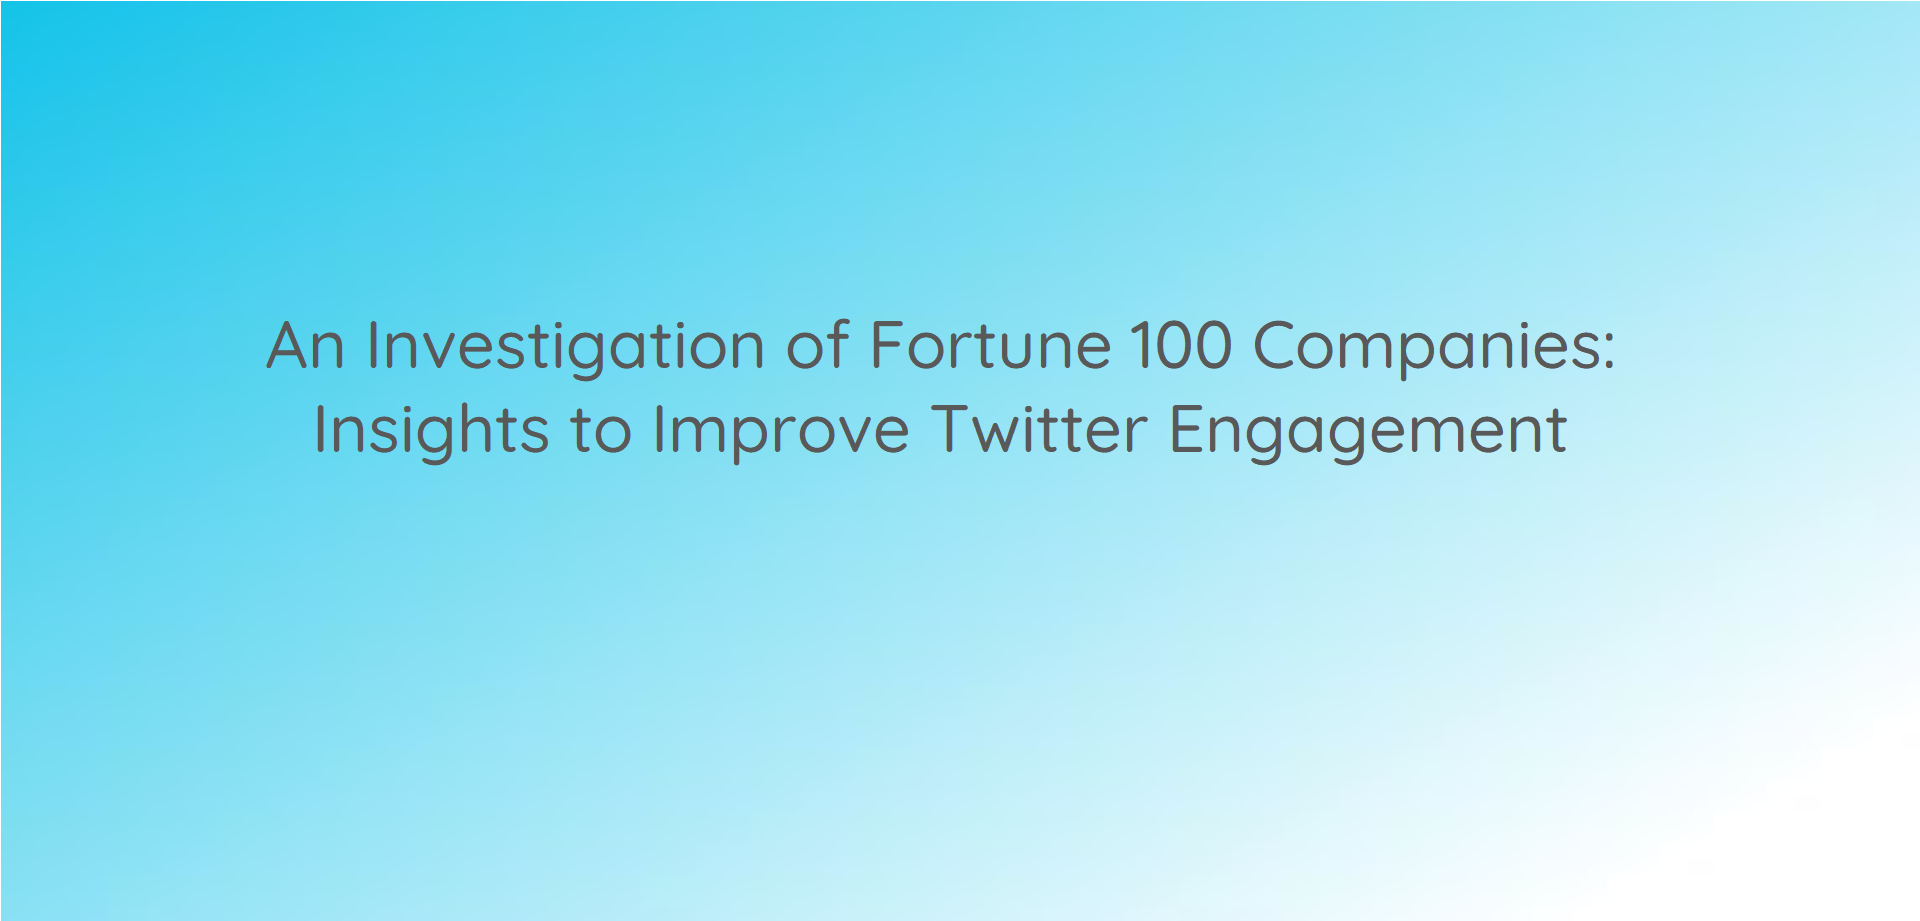 An Investigation of Fortune 100 Companies:
Insights to Improve Twitter Engagement